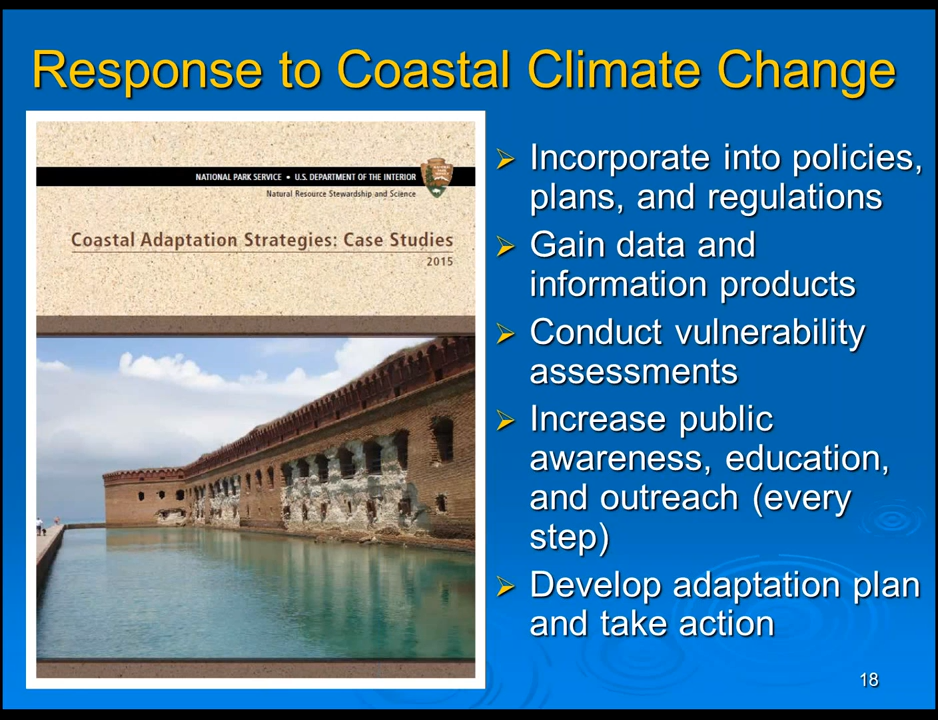 Response to Coastal Climate Change
NATIONAL PARK SERVICE • U.S. DEPARTMENT OF THE INTERIOR
Natural Resource Stewardship and Science
Coastal Adaptation Strategies: Case Studies
2015
➢ Incorporate into policies,
plans, and regulations
➢ Gain data and
information products
➢ Conduct vulnerability
assessments
➢ Increase public
awareness, education,
and outreach (every
step)
➢ Develop adaptation plan
and take action
18